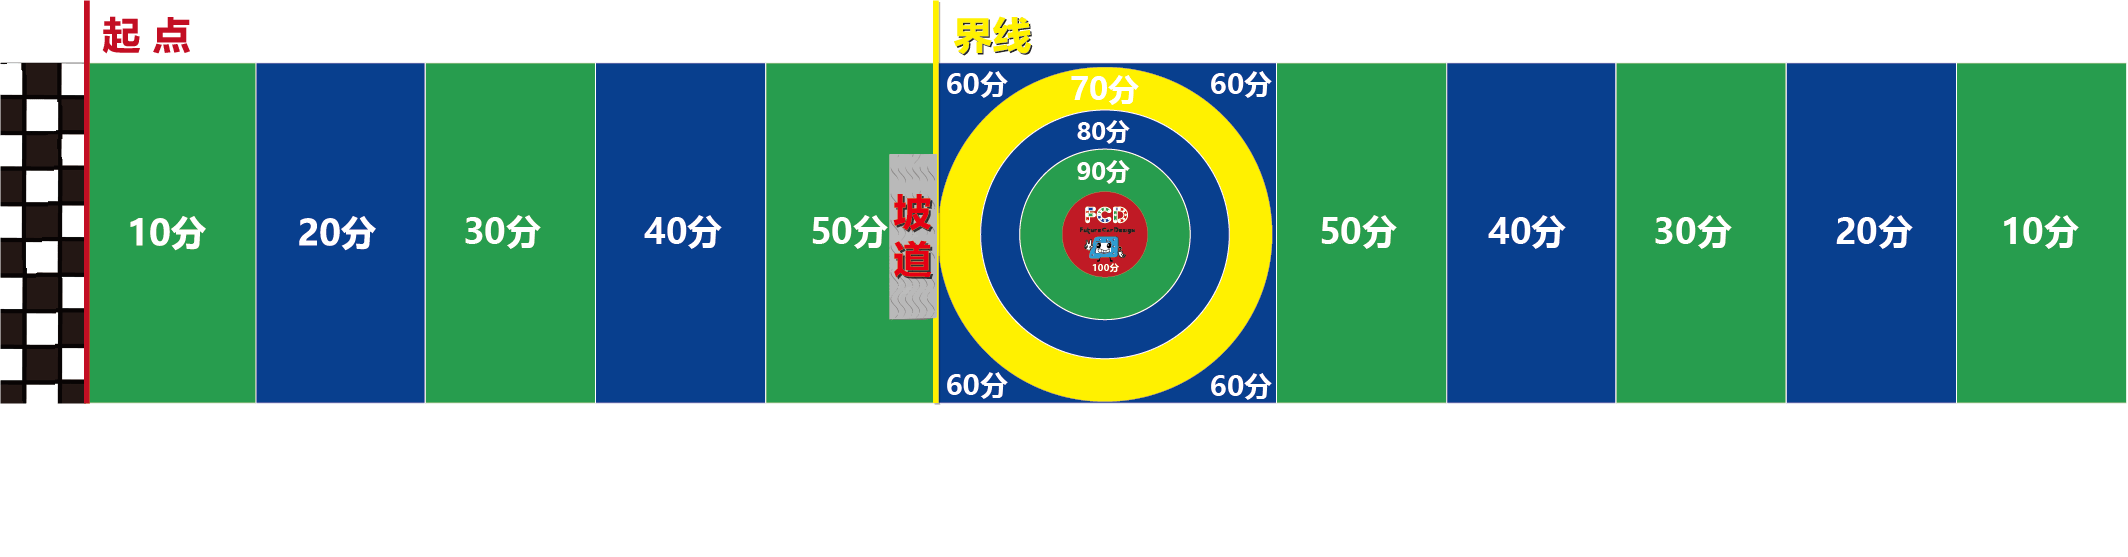 起点
界线
60分
70分
60分
80分
90分
10分
20分
30分
40分
50分
坡道
FCD
FutureCarDesign
100分
50分
40分
30分
20分
10分
60分
60分